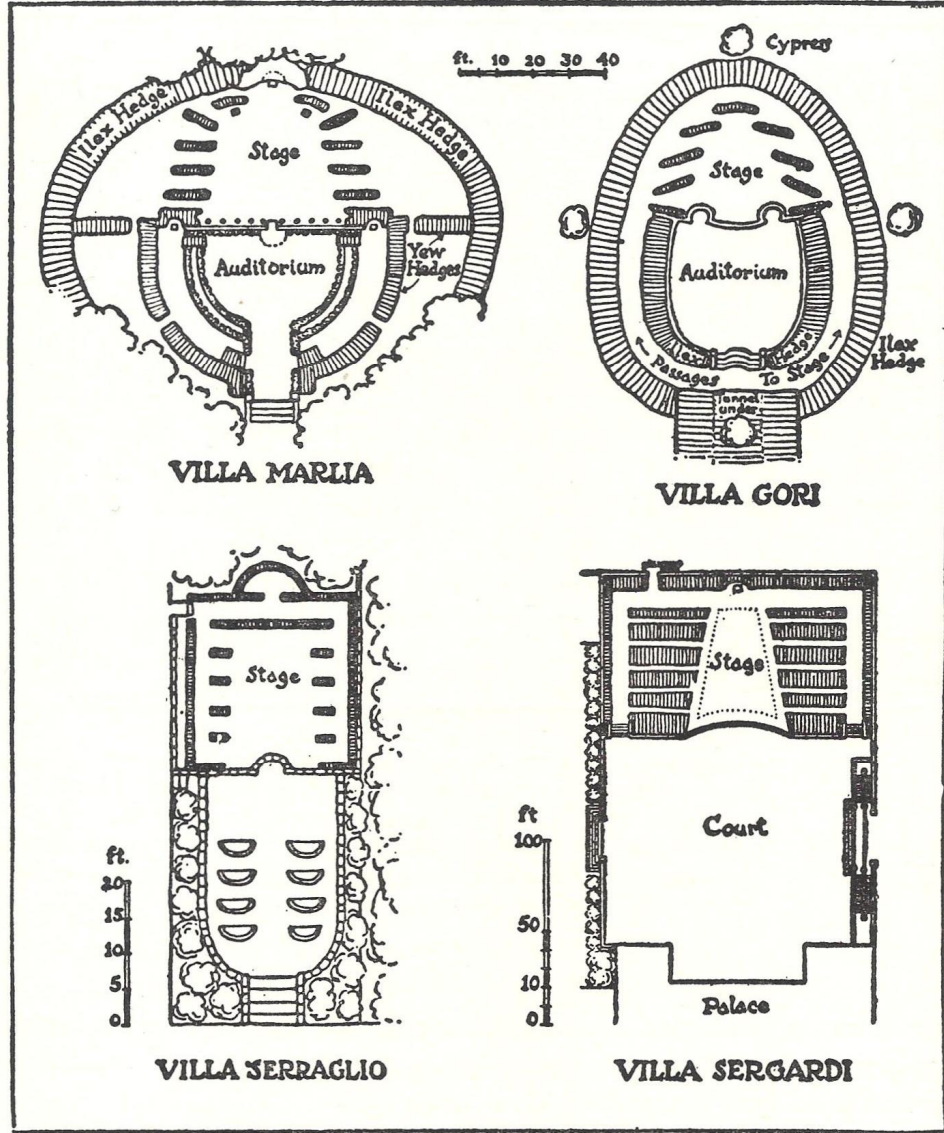 ft. 10 20 30 40
Ilex Hedge
Ilex Hedge
Stage
Auditorium
Yew
Hedges
VILLA MARLIA
Cypress
Stage
Auditorium
Ilex
Hedge
Passages
To Stage
Ilex
Hedge
Tunnel
under
VILLA GORI
Stage
ft.
20
15
10
5
0
VILLA SERRAGLIO
Stage
Court
ft
100
50
10
0
Palace
VILLA SERGARDI